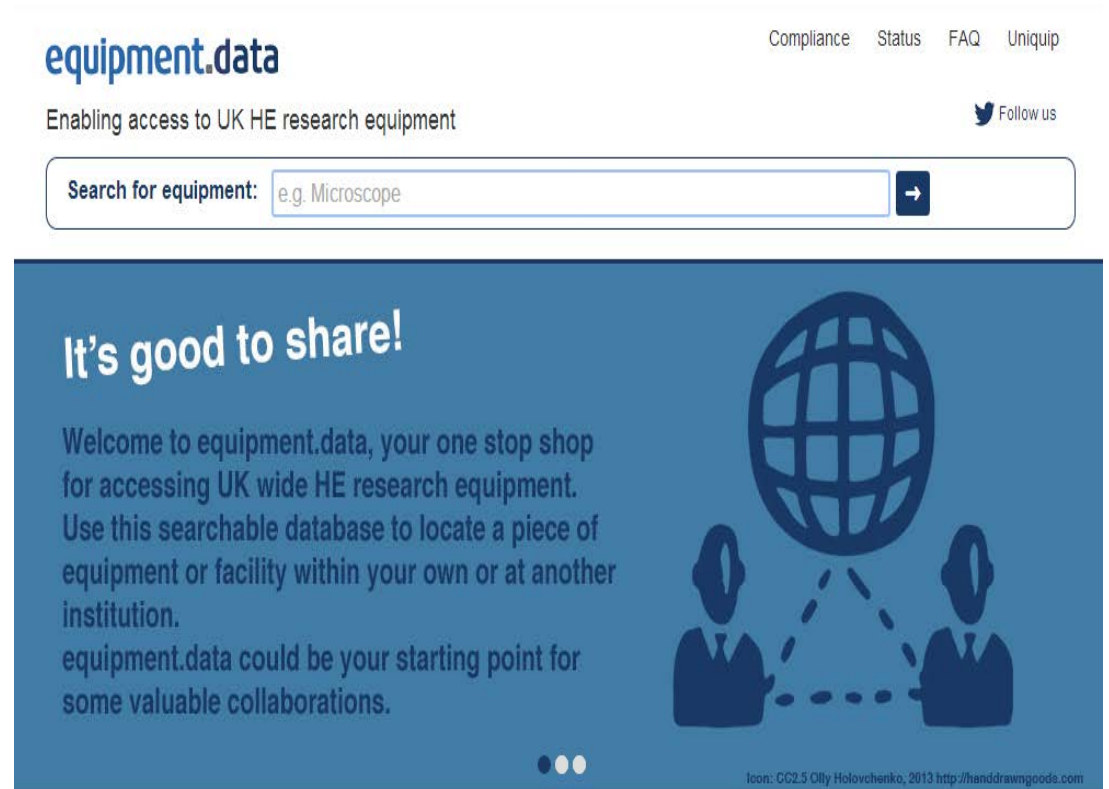 equipment.data
Compliance Status FAQ Uniquip
Enabling access to UK HE research equipment
Follow us
Search for equipment: e.g. Microscope
It's good to share!
Welcome to equipment.data, your one stop shop
for accessing UK wide HE research equipment.
Use this searchable database to locate a piece of
equipment or facility within your own or at another
institution.
equipment.data could be your starting point for
some valuable collaborations.
Icon: CC2.5 Olly Holovchenko, 2013 http://handdrawngoods.com